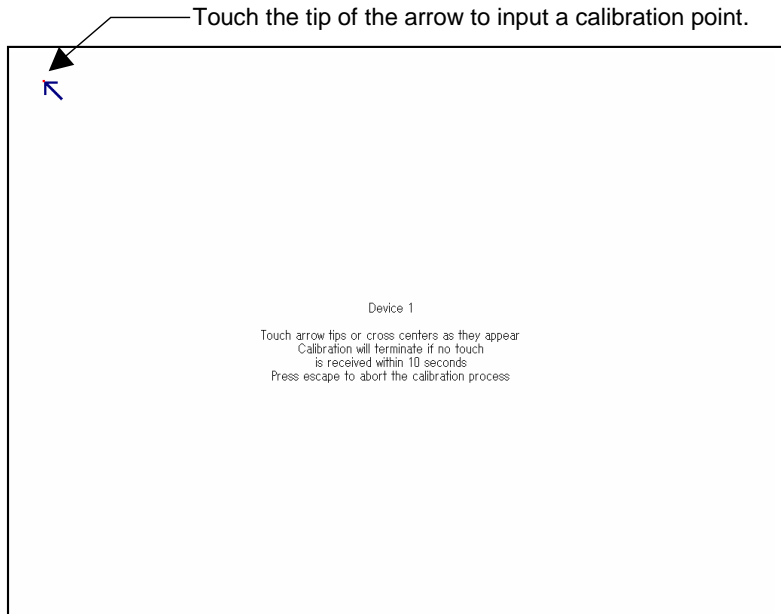 Touch the tip of the arrow to input a calibration point.
Device 1
Touch arrow tips or cross centers as they appear
Calibration will terminate if no touch
is received within 10 seconds
Press escape to abort the calibration process